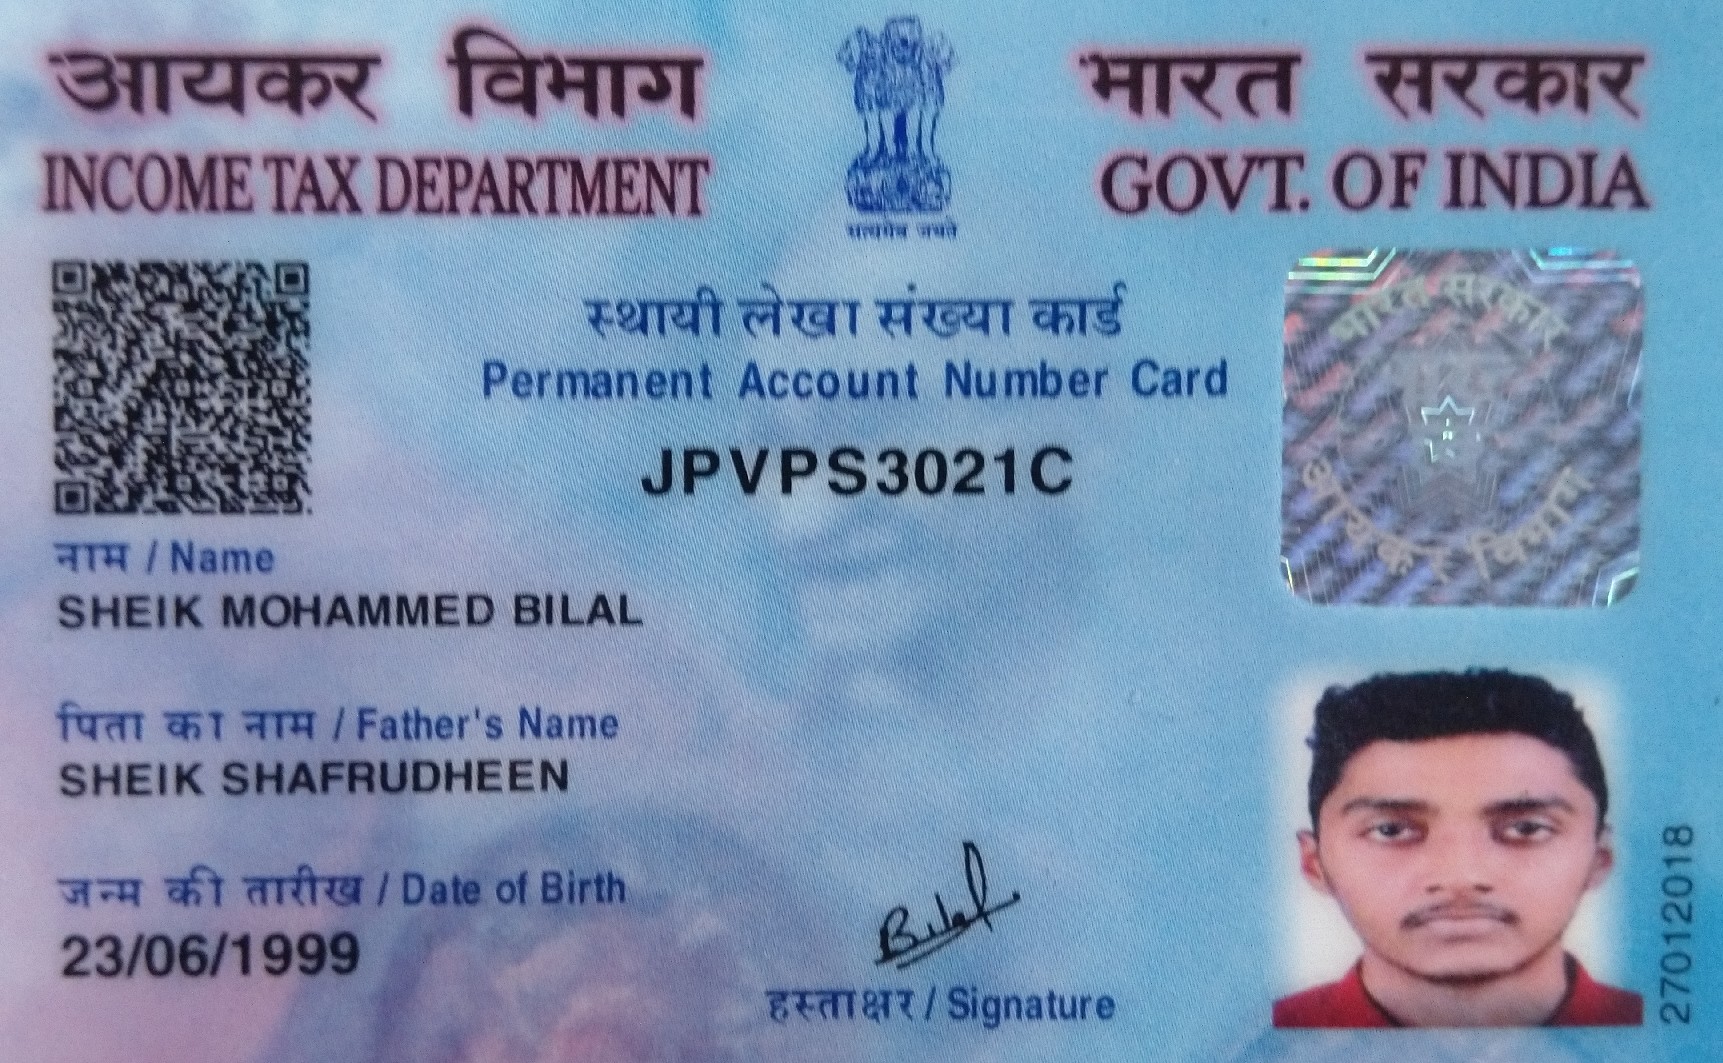 आयकर विभाग
INCOME TAX DEPARTMENT
सत्यमेव जयते
भारत सरकार
GOVT. OF INDIA
स्थायी लेखा संख्या कार्ड
Permanent Account Number Card
JPVPS3021C
भारत सरकार
आयकर विभाग
नाम / Name
SHEIK MOHAMMED BILAL
पिता का नाम / Father's Name
SHEIK SHAFRUDHEEN
जन्म की तारीख / Date of Birth
23/06/1999
Bilal
हस्ताक्षर / Signature
27012018